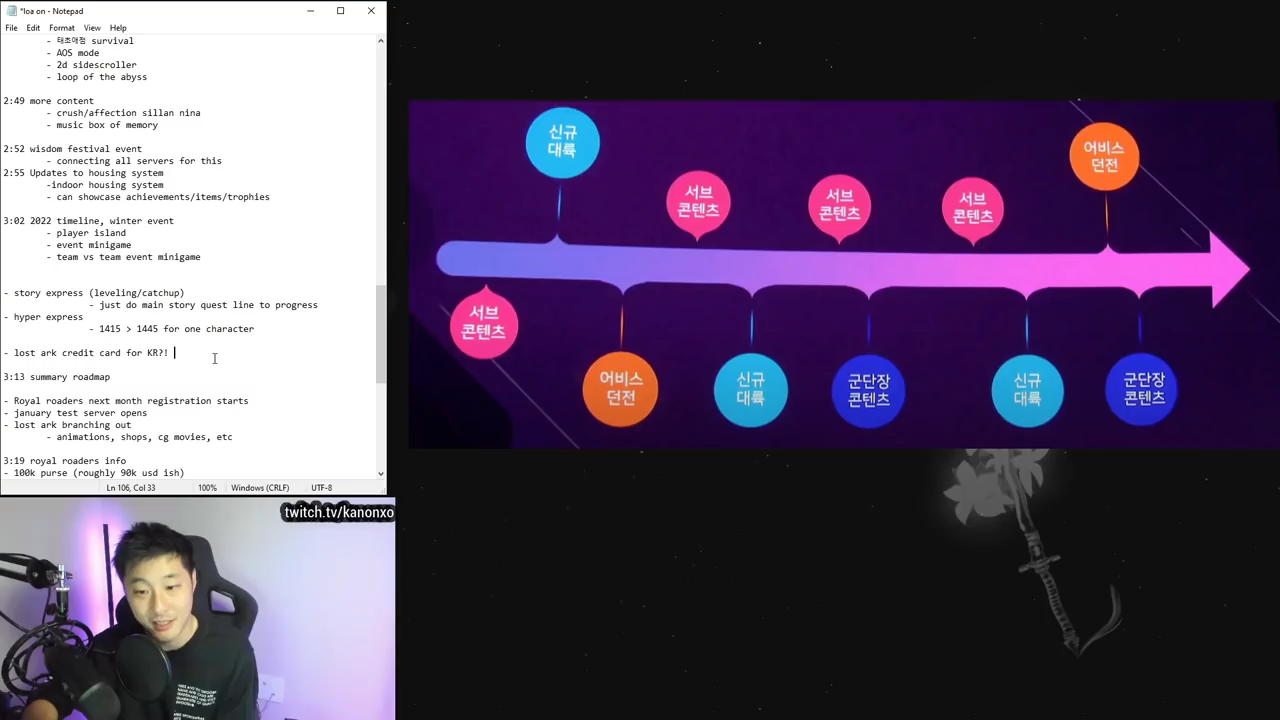 *loa on - Notepad
File Edit Format View Help
- 태초애점 survival
- AOS mode
- 2d sidescroller
- loop of the abyss
2:49 more content
- crush/affection sillan nina
- music box of memory
2:52 wisdom festival event
- connecting all servers for this
2:55 Updates to housing system
-indoor housing system
- can showcase achievements/items/trophies
3:02 2022 timeline, winter event
- player island
- event minigame
- team vs team event minigame
- story express (leveling/catchup)
- just do main story quest line to progress
- hyper express
- 1415 > 1445 for one character
- lost ark credit card for KR?!
3:13 summary roadmap
- Royal roaders next month registration starts
- january test server opens
- lost ark branching out
- animations, shops, cg movies, etc
3:19 royal roaders info
- 100k purse (roughly 90k usd ish)
Ln 106, Col 33 100% Windows (CRLF) UTF-8
twitch.tv/kanonxo
신규
대륙
서브
콘텐츠
서브
콘텐츠
서브
콘텐츠
어비스
던전
서브
콘텐츠
어비스
던전
신규
대륙
군단장
콘텐츠
신규
대륙
군단장
콘텐츠